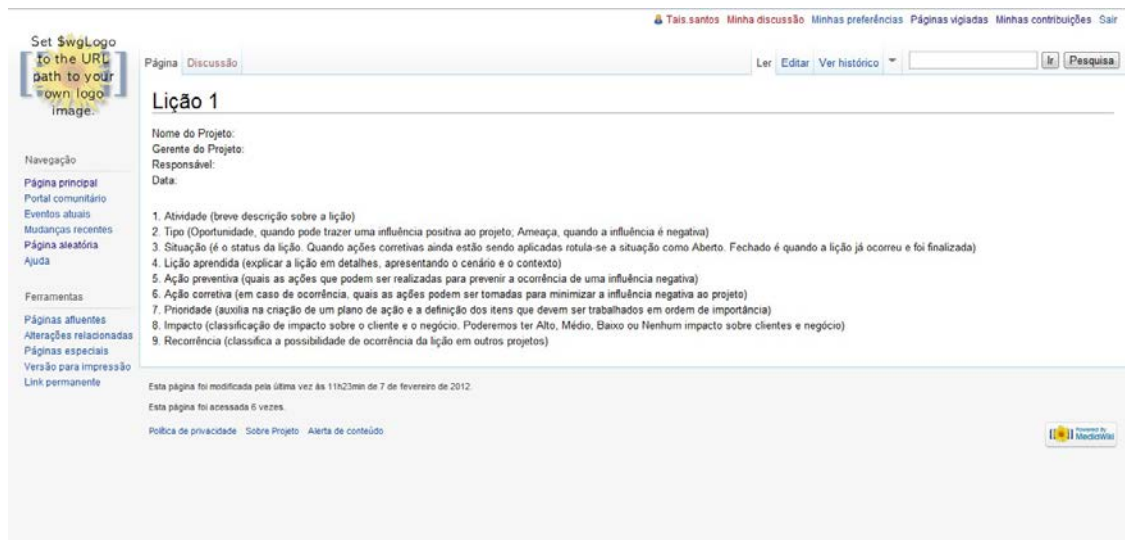 Tais.santos Minha discussão Minhas preferências Páginas vigiadas Minhas contribuições Sair
Set $wgLogo
to the URL
path to your
own logo
image.
Página Discussão Ler Editar Ver histórico Ir Pesquisa
Lição 1
Nome do Projeto:
Gerente do Projeto:
Responsável:
Data:
1. Atividade (breve descrição sobre a lição)
2. Tipo (Oportunidade, quando pode trazer uma influência positiva ao projeto; Ameaça, quando a influência é negativa)
3. Situação (é o status da lição. Quando ações corretivas ainda estão sendo aplicadas rotula-se a situação como Aberto. Fechado é quando a lição já ocorreu e foi finalizada)
4. Lição aprendida (explicar a lição em detalhes, apresentando o cenário e o contexto)
5. Ação preventiva (quais as ações que podem ser realizadas para prevenir a ocorrência de uma influência negativa)
6. Ação corretiva (em caso de ocorrência, quais as ações podem ser tomadas para minimizar a influência negativa ao projeto)
7. Prioridade (auxilia na criação de um plano de ação e a definição dos itens que devem ser trabalhados em ordem de importância)
8. Impacto (classificação de impacto sobre o cliente e o negócio. Poderemos ter Alto, Médio, Baixo ou Nenhum impacto sobre clientes e negócio)
9. Recorrência (classifica a possibilidade de ocorrência da lição em outros projetos)
Navegação
Página principal
Portal comunitário
Eventos atuais
Mudanças recentes
Página aleatória
Ajuda
Ferramentas
Páginas afluentes
Alterações relacionadas
Páginas especiais
Versão para impressão
Link permanente
Esta página foi modificada pela última vez às 11h23min de 7 de fevereiro de 2012.
Esta página foi acessada 6 vezes.
Política de privacidade Sobre Projeto Alerta de conteúdo
Powered By
MediaWiki